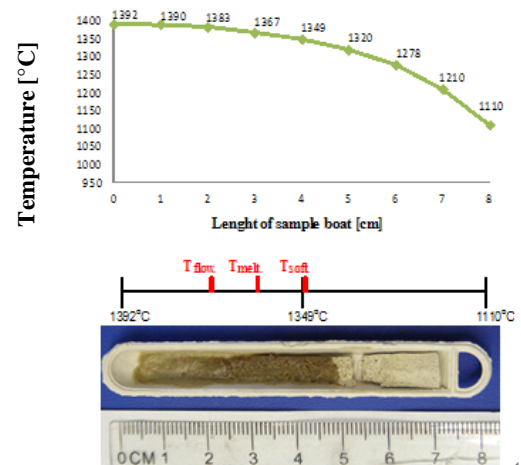 1400
1350
1300
1250
1200
1150
1100
1050
1000
950
Temperature [°C]
1392 1390 1383 1367 1349 1320 1278 1210 1110
0 1 2 3 4 5 6 7 8
Lenght of sample boat [cm]
T flow. T melt. T soft.
1392°C 1349°C 1110°C
0CM 1 2 3 4 5 6 7 8